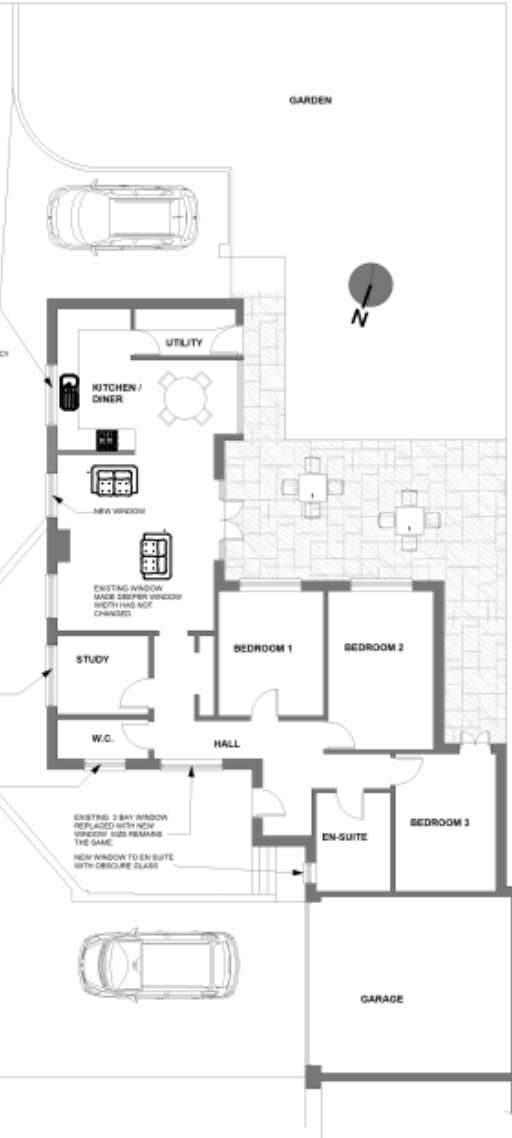 GARDEN
N
CY
UTILITY
KITCHEN /
DINER
NEW WINDOW
EXISTING WINDOW
MADE DEEPER WINDOW
WIDTH HAS NOT
CHANGED.
BEDROOM 1
BEDROOM 2
STUDY
W.C.
HALL
EXISTING 3 BAY WINDOW
REPLACED WITH NEW
WINDOW SIZE REMAINS
THE SAME.
NEW WINDOW TO EN SUITE
WITH OBSCURE GLASS
EN-SUITE
BEDROOM 3
GARAGE